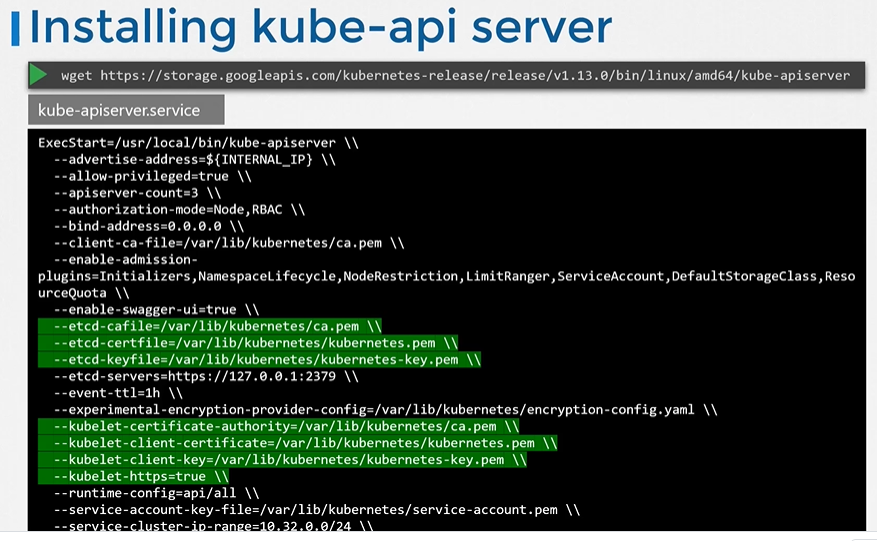 Installing kube-api server
wget https://storage.googleapis.com/kubernetes-release/release/v1.13.0/bin/linux/amd64/kube-apiserver
kube-apiserver.service
ExecStart=/usr/local/bin/kube-apiserver \\
--advertise-address=${INTERNAL_IP} \\
--allow-privileged=true \\
--apiserver-count=3 \\
--authorization-mode=Node,RBAC \\
--bind-address=0.0.0.0 \\
--client-ca-file=/var/lib/kubernetes/ca.pem \\
--enable-admission-
plugins=Initializers,NamespaceLifecycle,NodeRestriction,LimitRanger,ServiceAccount,DefaultStorageClass,Reso
urceQuota \\
--enable-swagger-ui=true \\
--etcd-cafile=/var/lib/kubernetes/ca.pem \\
--etcd-certfile=/var/lib/kubernetes/kubernetes.pem \\
--etcd-keyfile=/var/lib/kubernetes/kubernetes-key.pem \\
--etcd-servers=https://127.0.0.1:2379 \\
--event-ttl=1h \\
--experimental-encryption-provider-config=/var/lib/kubernetes/encryption-config.yaml \\
--kubelet-certificate-authority=/var/lib/kubernetes/ca.pem \\
--kubelet-client-certificate=/var/lib/kubernetes/kubernetes.pem \\
--kubelet-client-key=/var/lib/kubernetes/kubernetes-key.pem \\
--kubelet-https=true \\
--runtime-config=api/all \\
--service-account-key-file=/var/lib/kubernetes/service-account.pem \\
--service-cluster-ip-range=10.32.0.0/24 \\